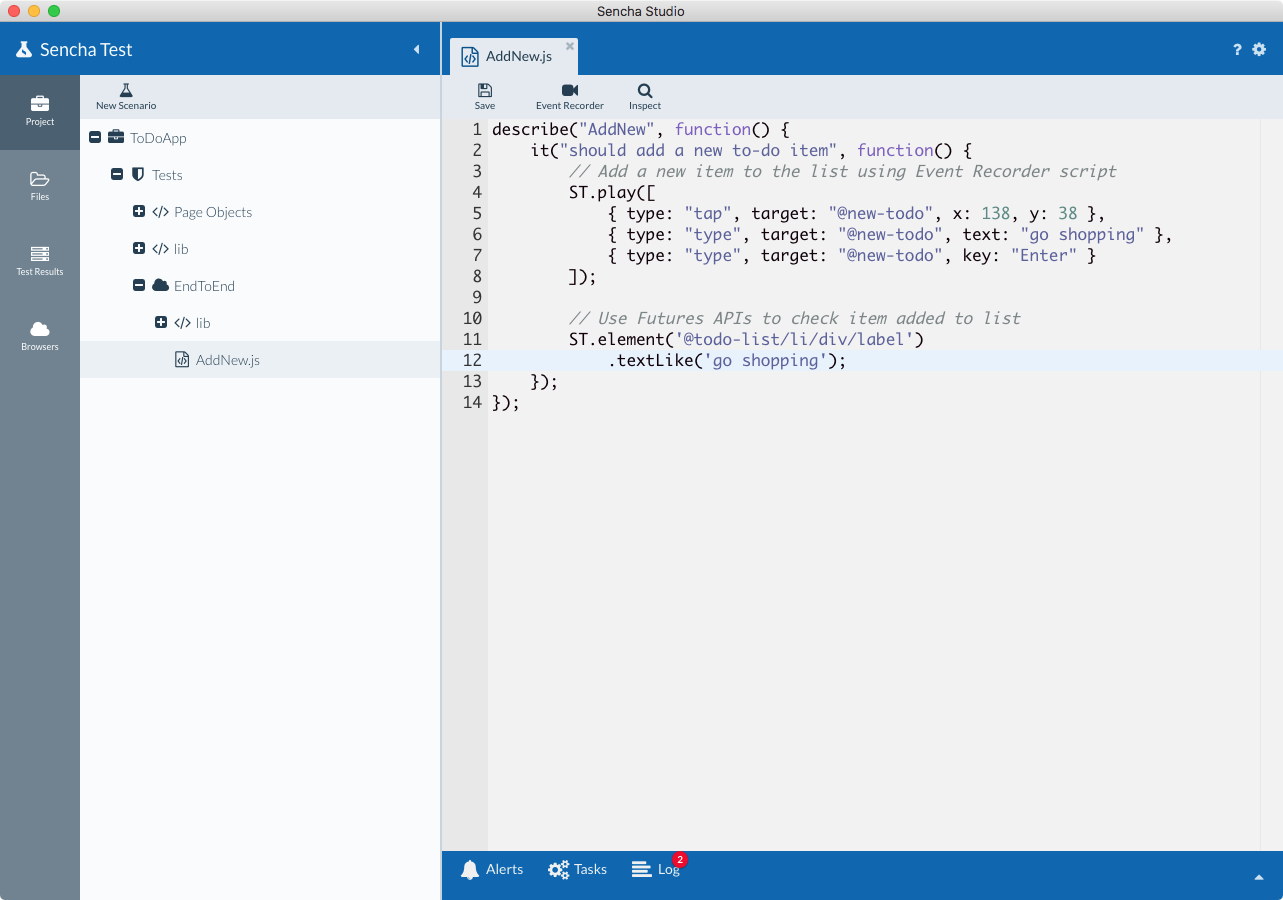 Sencha Studio
Sencha Test
AddNew.js
?
Project
Files
Test Results
Browsers
New Scenario
ToDoApp
Tests
Page Objects
lib
EndToEnd
lib
AddNew.js
Save
Event Recorder
Inspect
1 describe("AddNew", function() {
2     it("should add a new to-do item", function() {
3         // Add a new item to the list using Event Recorder script
4         ST.play([
5             { type: "tap", target: "@new-todo", x: 138, y: 38 },
6             { type: "type", target: "@new-todo", text: "go shopping" },
7             { type: "type", target: "@new-todo", key: "Enter" }
8         ]);
9
10         // Use Futures APIs to check item added to list
11         ST.element('@todo-list/li/div/label')
12             .textLike('go shopping');
13     });
14 });
Alerts
Tasks
Log
2